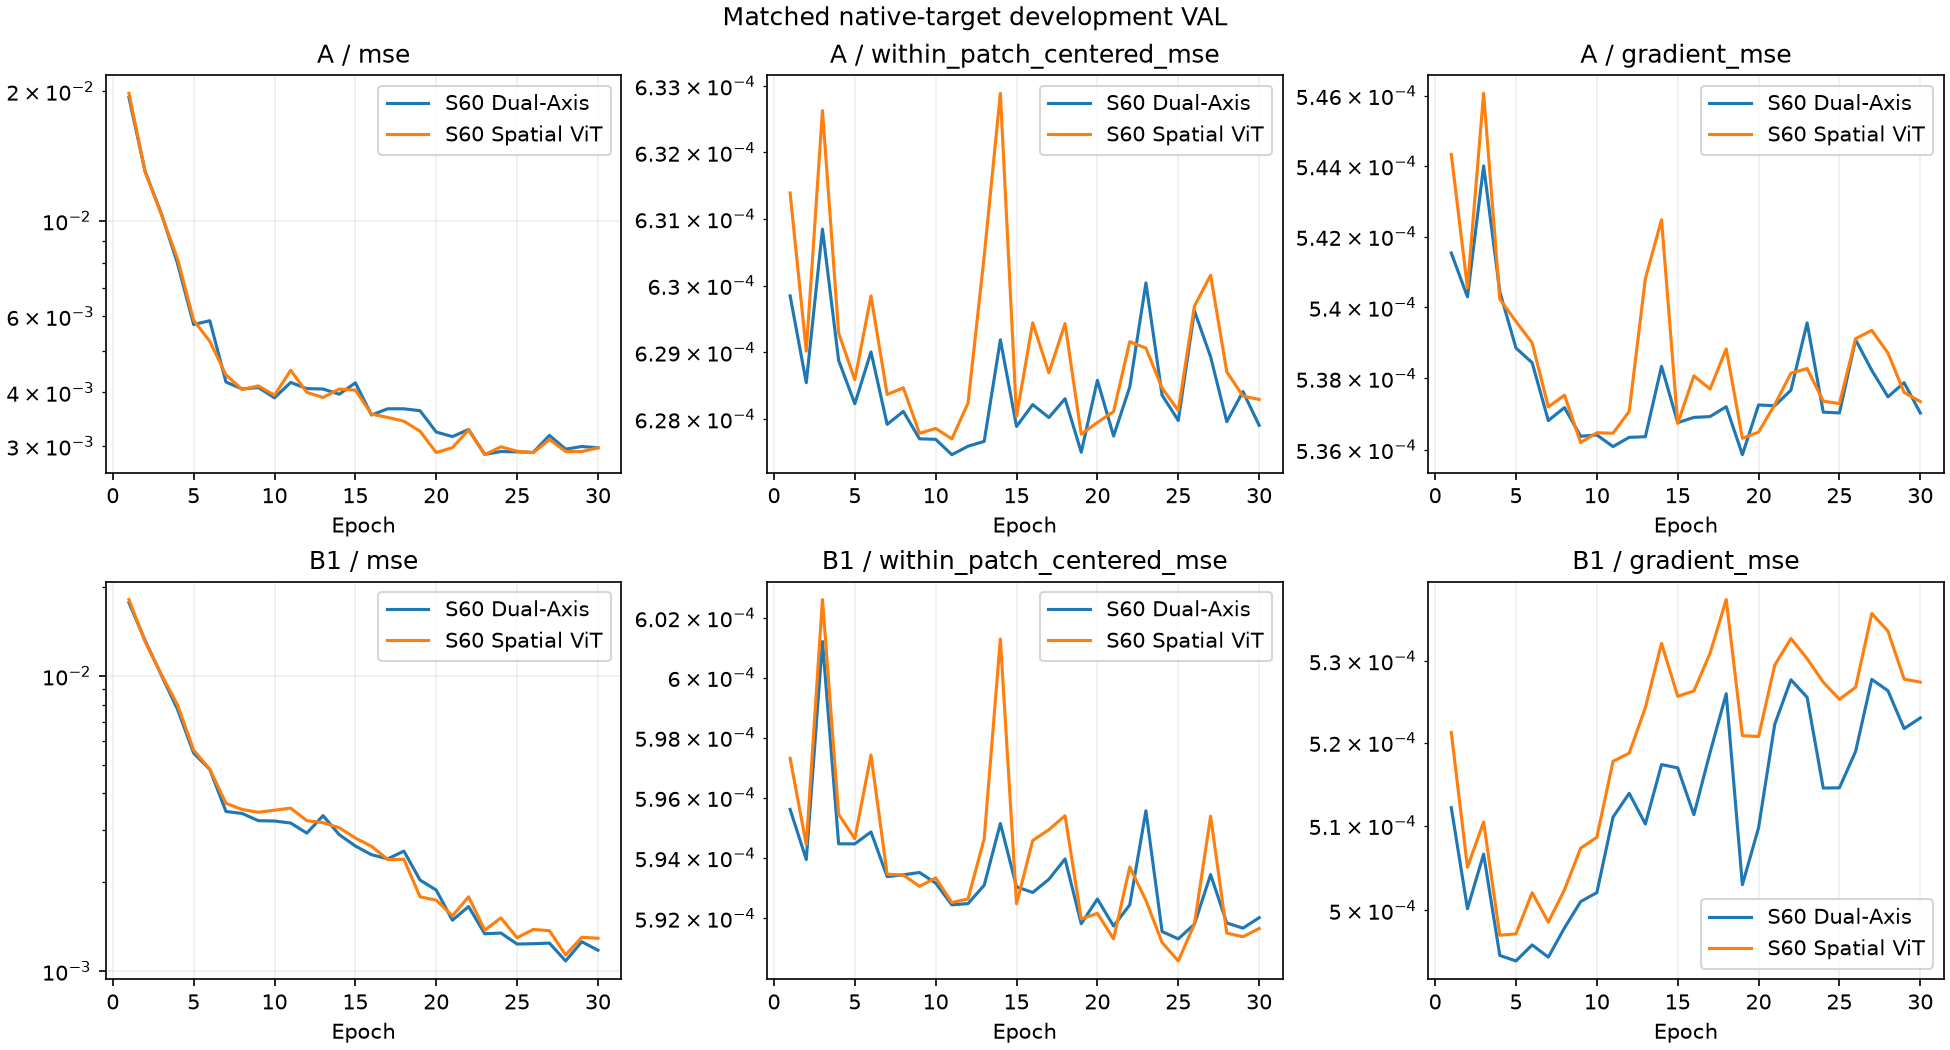 Matched native-target development VAL
A / mse
2 × 10⁻²
10⁻²
6 × 10⁻³
4 × 10⁻³
3 × 10⁻³
S60 Dual-Axis
S60 Spatial ViT
0 5 10 15 20 25 30
Epoch
A / within_patch_centered_mse
6.33 × 10⁻⁴
6.32 × 10⁻⁴
6.31 × 10⁻⁴
6.3 × 10⁻⁴
6.29 × 10⁻⁴
6.28 × 10⁻⁴
S60 Dual-Axis
S60 Spatial ViT
0 5 10 15 20 25 30
Epoch
A / gradient_mse
5.46 × 10⁻⁴
5.44 × 10⁻⁴
5.42 × 10⁻⁴
5.4 × 10⁻⁴
5.38 × 10⁻⁴
5.36 × 10⁻⁴
S60 Dual-Axis
S60 Spatial ViT
0 5 10 15 20 25 30
Epoch
B1 / mse
10⁻²
10⁻³
S60 Dual-Axis
S60 Spatial ViT
0 5 10 15 20 25 30
Epoch
B1 / within_patch_centered_mse
6.02 × 10⁻⁴
6 × 10⁻⁴
5.98 × 10⁻⁴
5.96 × 10⁻⁴
5.94 × 10⁻⁴
5.92 × 10⁻⁴
S60 Dual-Axis
S60 Spatial ViT
0 5 10 15 20 25 30
Epoch
B1 / gradient_mse
5.3 × 10⁻⁴
5.2 × 10⁻⁴
5.1 × 10⁻⁴
5 × 10⁻⁴
S60 Dual-Axis
S60 Spatial ViT
0 5 10 15 20 25 30
Epoch